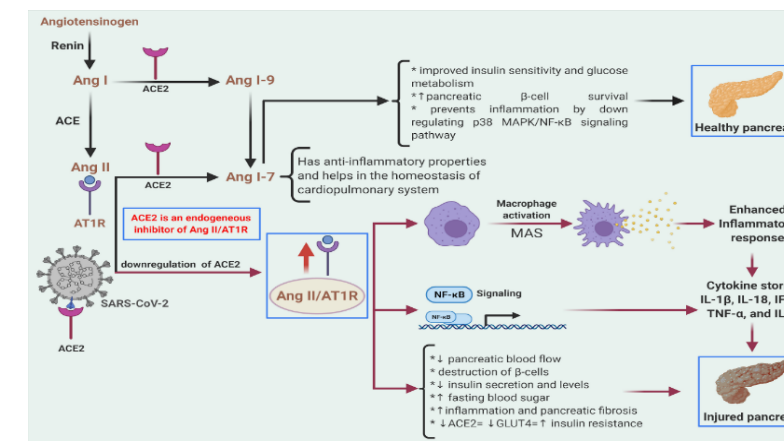 Angiotensinogen
Renin
Ang I
ACE2
Ang I-9
ACE
Ang II
ACE2
Ang I-7
AT1R
* improved insulin sensitivity and glucose
metabolism
*↑pancreatic β-cell survival
* prevents inflammation by down
regulating p38 MAPK/NF-κB signaling
pathway
Healthy pancrea
Has anti-inflammatory properties
and helps in the homeostasis of
cardiopulmonary system
ACE2 is an endogeneous
inhibitor of Ang II/AT1R
downregulation of ACE2
SARS-CoV-2
ACE2
Ang II/AT1R
Macrophage
activation
MAS
Enhanced
Inflammato
response
NF-κB Signaling
NF-κB
Cytokine stor
IL-1β, IL-18, IF
TNF-α, and IL
*↓ pancreatic blood flow
* destruction of β-cells
*↓ insulin secretion and levels
*↑ fasting blood sugar
*↑inflammation and pancreatic fibrosis
* ↓ACE2= ↓GLUT4=↑ insulin resistance
Injured pancre